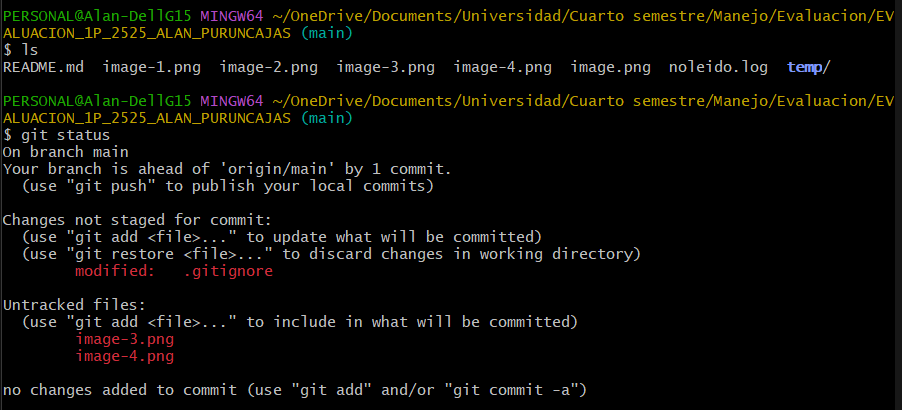 PERSONAL@Alan-DellG15 MINGW64 ~/OneDrive/Documents/Universidad/Cuarto semestre/Manejo/Evaluacion/EV
ALUACION_1P_2525_ALAN_PURUNCAJAS (main)
$ ls
README.md  image-1.png  image-2.png  image-3.png  image-4.png  image.png  noleido.log  temp/
PERSONAL@Alan-DellG15 MINGW64 ~/OneDrive/Documents/Universidad/Cuarto semestre/Manejo/Evaluacion/EV
ALUACION_1P_2525_ALAN_PURUNCAJAS (main)
$ git status
On branch main
Your branch is ahead of 'origin/main' by 1 commit.
  (use "git push" to publish your local commits)
Changes not staged for commit:
  (use "git add <file>..." to update what will be committed)
  (use "git restore <file>..." to discard changes in working directory)
        modified:   .gitignore
Untracked files:
  (use "git add <file>..." to include in what will be committed)
        image-3.png
        image-4.png
no changes added to commit (use "git add" and/or "git commit -a")